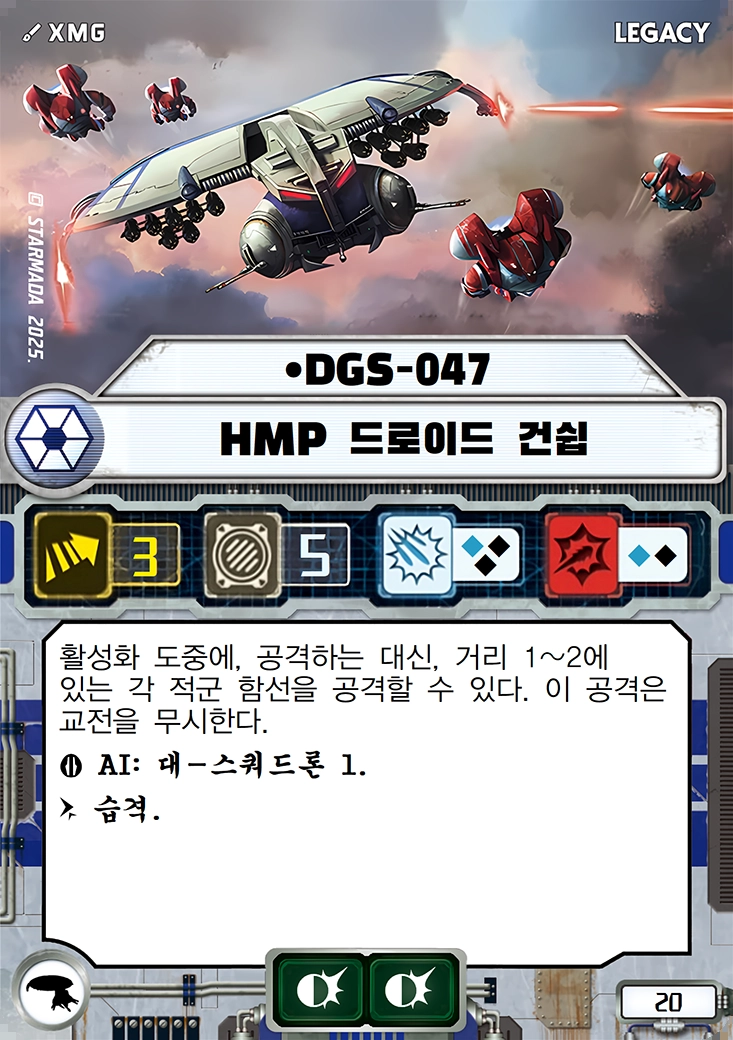 XMG
LEGACY
© STARMADA 2025.
•DGS-047
HMP 드로이드 건쉽
3
5
활성화 도중에, 공격하는 대신, 거리 1~2에
있는 각 적군 함선을 공격할 수 있다. 이 공격은
교전을 무시한다.
AI: 대-스쿼드론 1.
습격.
20